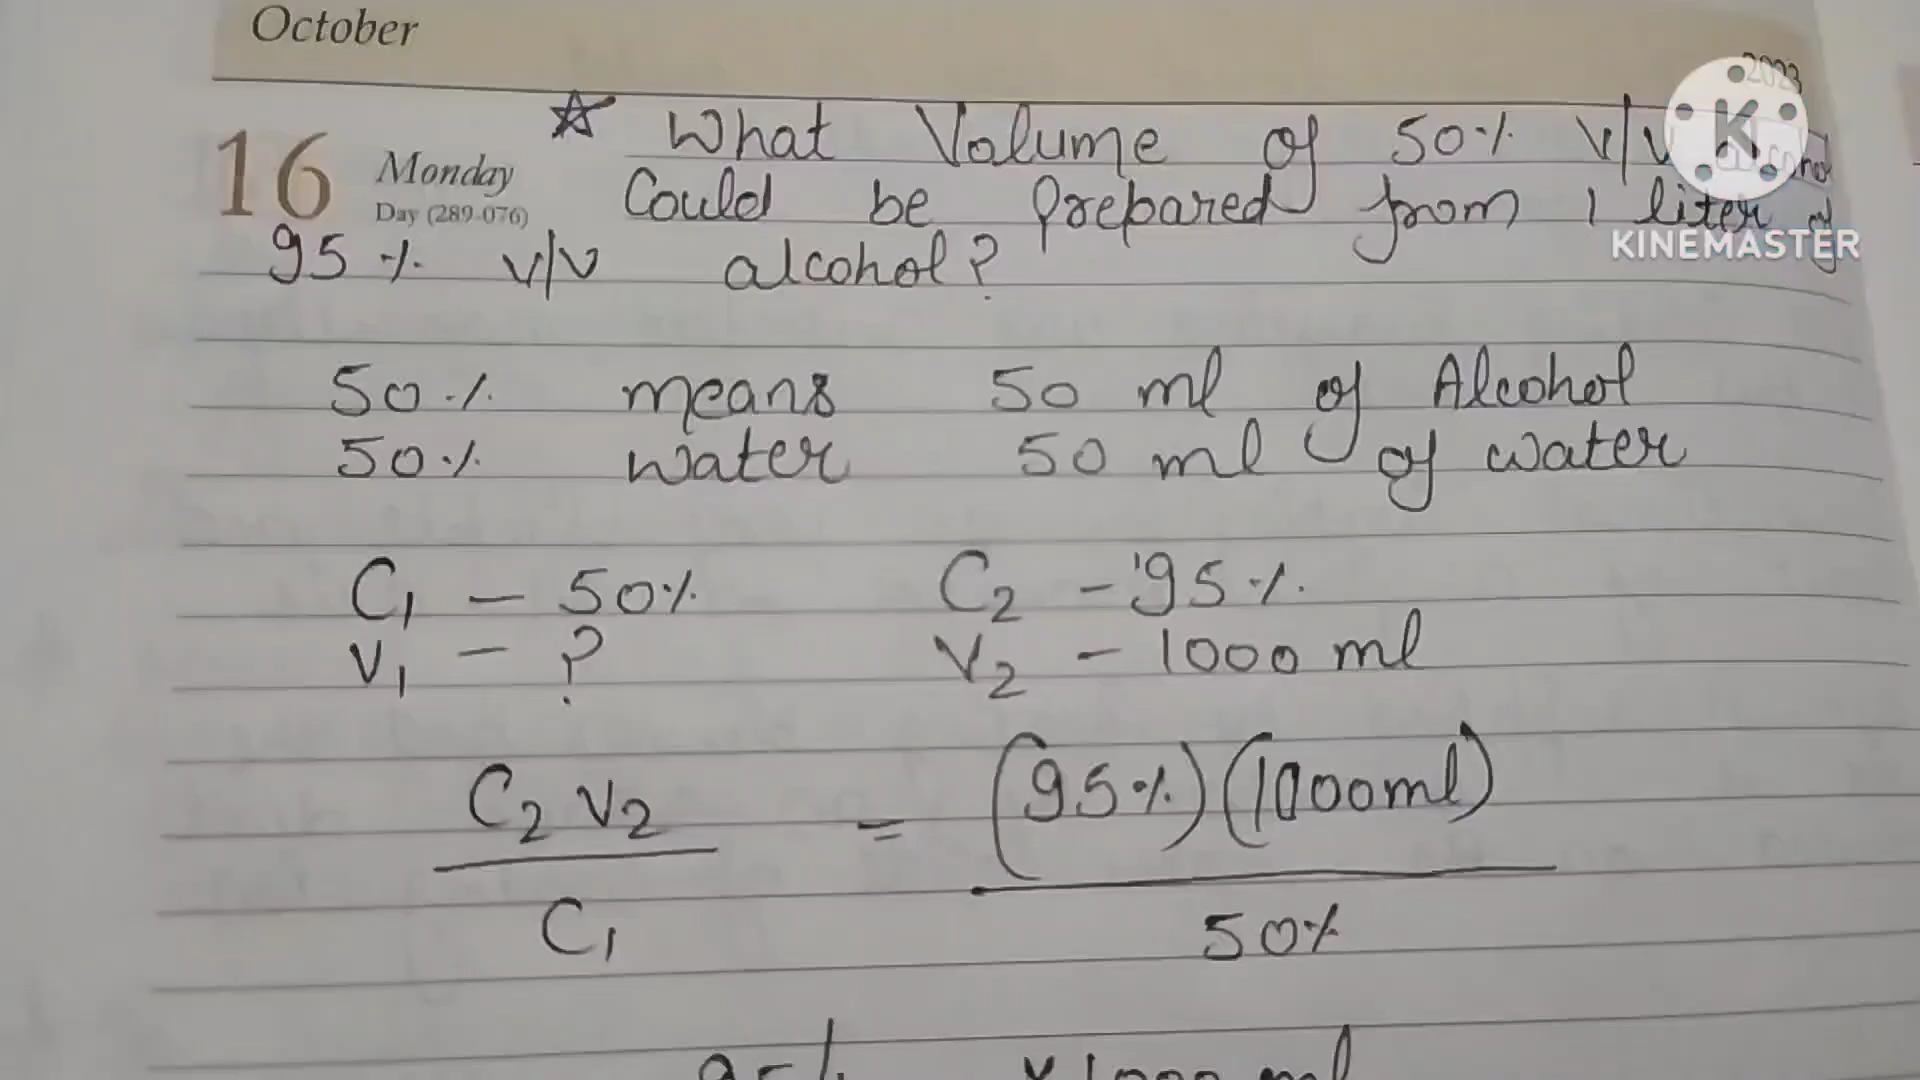 October
2023
16 Monday
Day (289-076)
☆ What Volume of 50% v/v
Could be Prepared from 1 liter of
95% v/v alcohol?
KINEMASTER
50% means 50 ml of Alcohol
50% water 50 ml of water
C1 - 50% C2 - 95%
V1 - ? V2 - 1000 ml
C2 V2 = (95%) (1000ml)
C1 50%